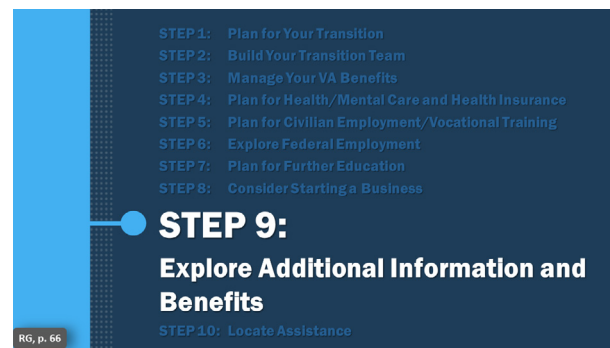 STEP 1: Plan for Your Transition
STEP 2: Build Your Transition Team
STEP 3: Manage Your VA Benefits
STEP 4: Plan for Health/Mental Care and Health Insurance
STEP 5: Plan for Civilian Employment/Vocational Training
STEP 6: Explore Federal Employment
STEP 7: Plan for Further Education
STEP 8: Consider Starting a Business
STEP 9:
Explore Additional Information and
Benefits
STEP 10: Locate Assistance
RG, p. 66